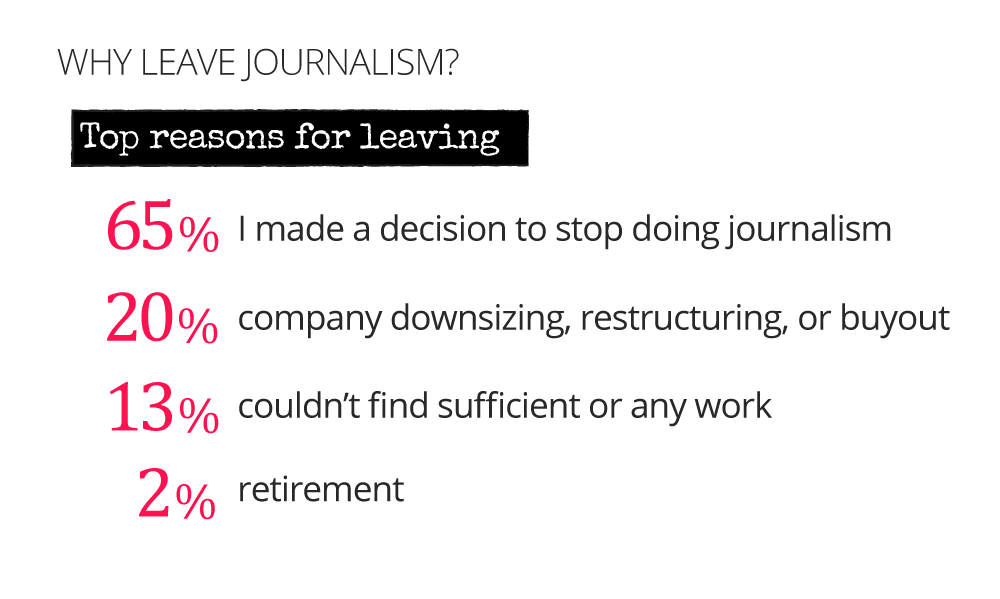 WHY LEAVE JOURNALISM?
Top reasons for leaving
65% I made a decision to stop doing journalism
20% company downsizing, restructuring, or buyout
13% couldn’t find sufficient or any work
2% retirement